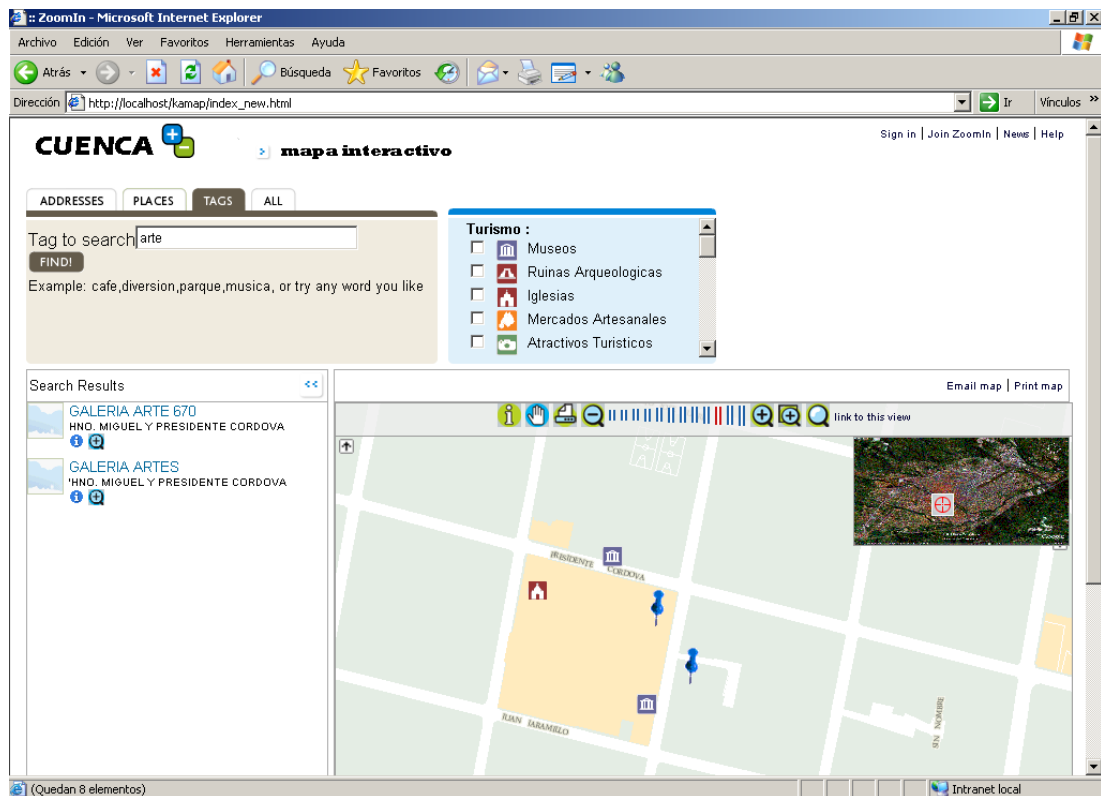 :: ZoomIn - Microsoft Internet Explorer
Archivo Edición Ver Favoritos Herramientas Ayuda
Atrás Búsqueda Favoritos
Dirección http://localhost/kamap/index_new.html Ir Vínculos »
Sign in | Join ZoomIn | News | Help
CUENCA mapa interactivo
ADDRESSES PLACES TAGS ALL
Tag to search arte
FIND!
Example: cafe,diversion,parque,musica, or try any word you like
Turismo :
Museos
Ruinas Arqueologicas
Iglesias
Mercados Artesanales
Atractivos Turisticos
Search Results <<
Email map | Print map
GALERIA ARTE 670
HNO. MIGUEL Y PRESIDENTE CORDOVA
GALERIA ARTES
'HNO. MIGUEL Y PRESIDENTE CORDOVA
link to this view
PRESIDENTE CORDOVA
JUAN JARAMILLO
SIN NOMBRE
(Quedan 8 elementos) Intranet local